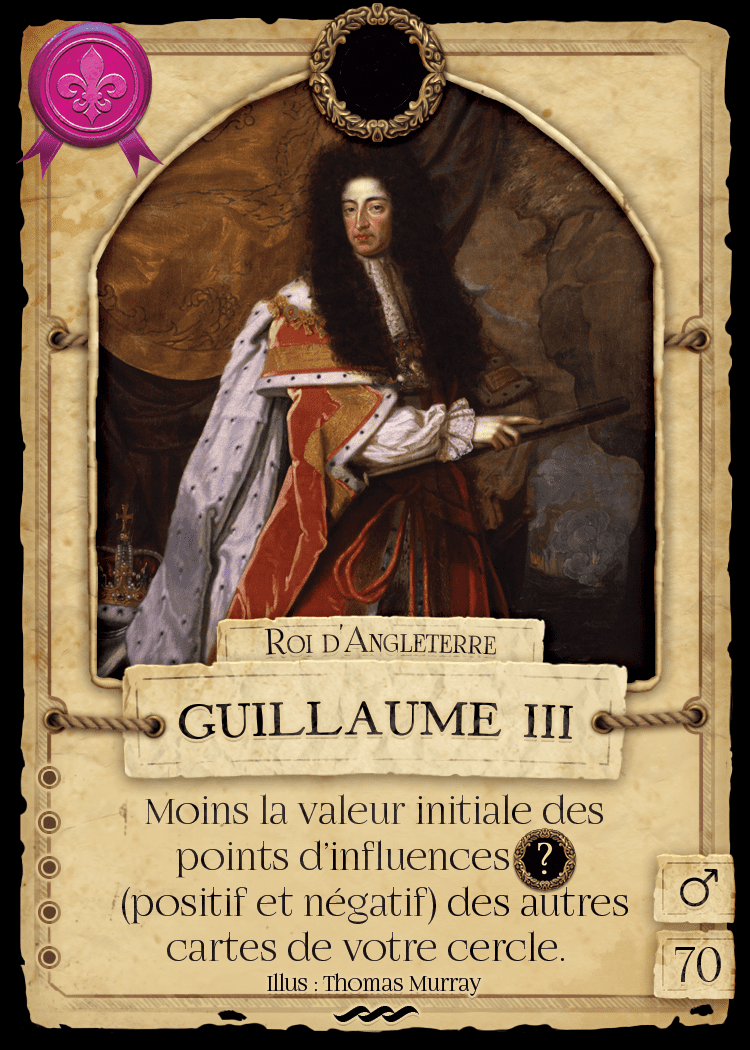 Roi d'Angleterre
GUILLAUME III
Moins la valeur initiale des
points d'influences ?
(positif et négatif) des autres
cartes de votre cercle.
Illus : Thomas Murray
♂
70